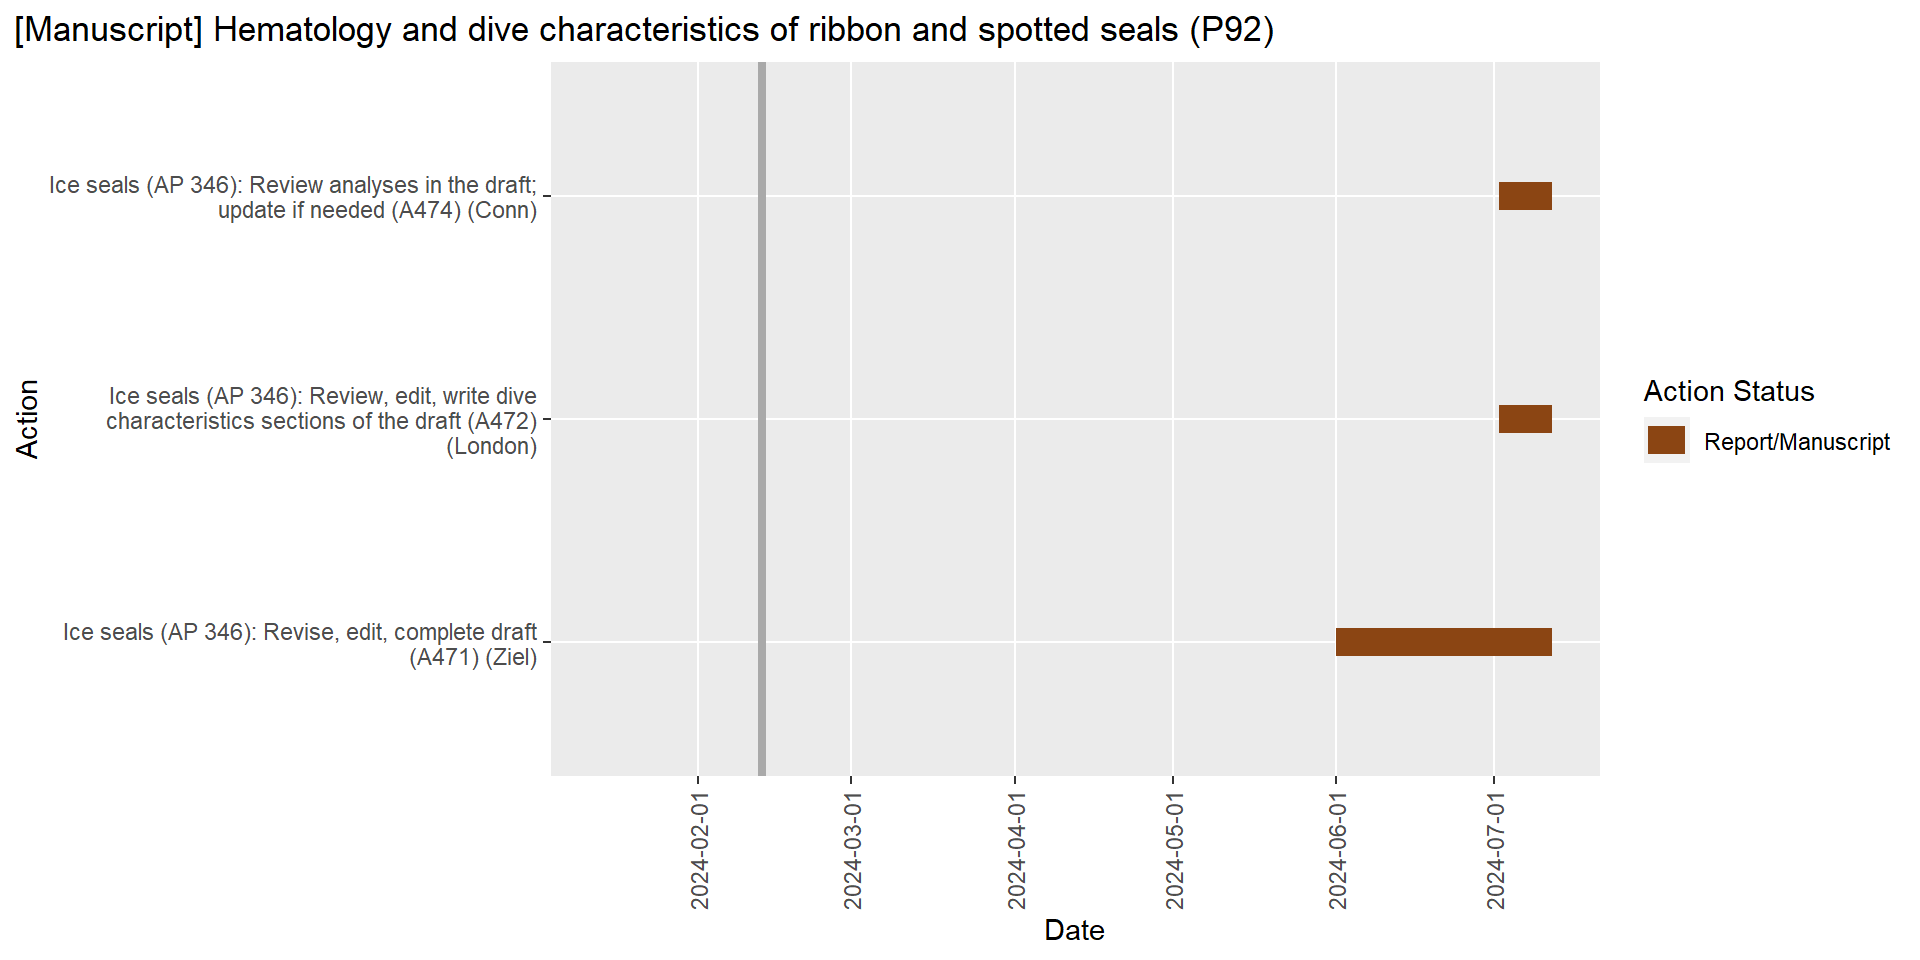 [Manuscript] Hematology and dive characteristics of ribbon and spotted seals (P92)
Ice seals (AP 346): Review analyses in the draft;
update if needed (A474) (Conn)
Ice seals (AP 346): Review, edit, write dive
characteristics sections of the draft (A472)
(London)
Ice seals (AP 346): Revise, edit, complete draft
(A471) (Ziel)
Action
2024-02-01
2024-03-01
2024-04-01
2024-05-01
2024-06-01
2024-07-01
Date
Action Status
Report/Manuscript